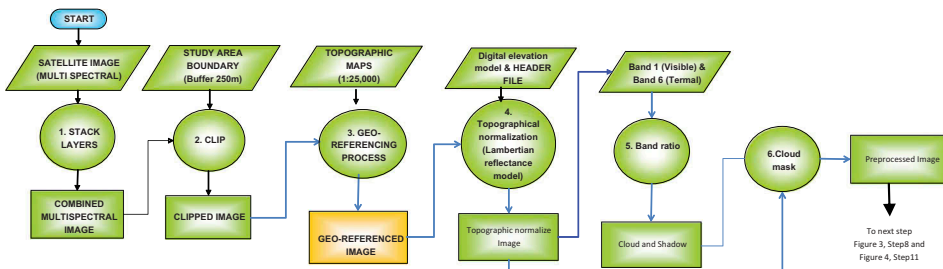 START
SATELLITE IMAGE
(MULTI SPECTRAL)
STUDY AREA
BOUNDARY
(Buffer 250m)
TOPOGRAPHIC
MAPS
(1:25,000)
Digital elevation
model & HEADER
FILE
Band 1 (Visible) &
Band 6 (Termal)
1. STACK
LAYERS
2. CLIP
3. GEO-
REFERENCING
PROCESS
4.
Topographical
normalization
(Lambertian
reflectance
model)
5. Band ratio
6.Cloud
mask
Preprocessed Image
COMBINED
MULTISPECTRAL
IMAGE
CLIPPED IMAGE
GEO-REFERENCED
IMAGE
Topographic normalize
Image
Cloud and Shadow
To next step
Figure 3, Step8 and
Figure 4, Step11